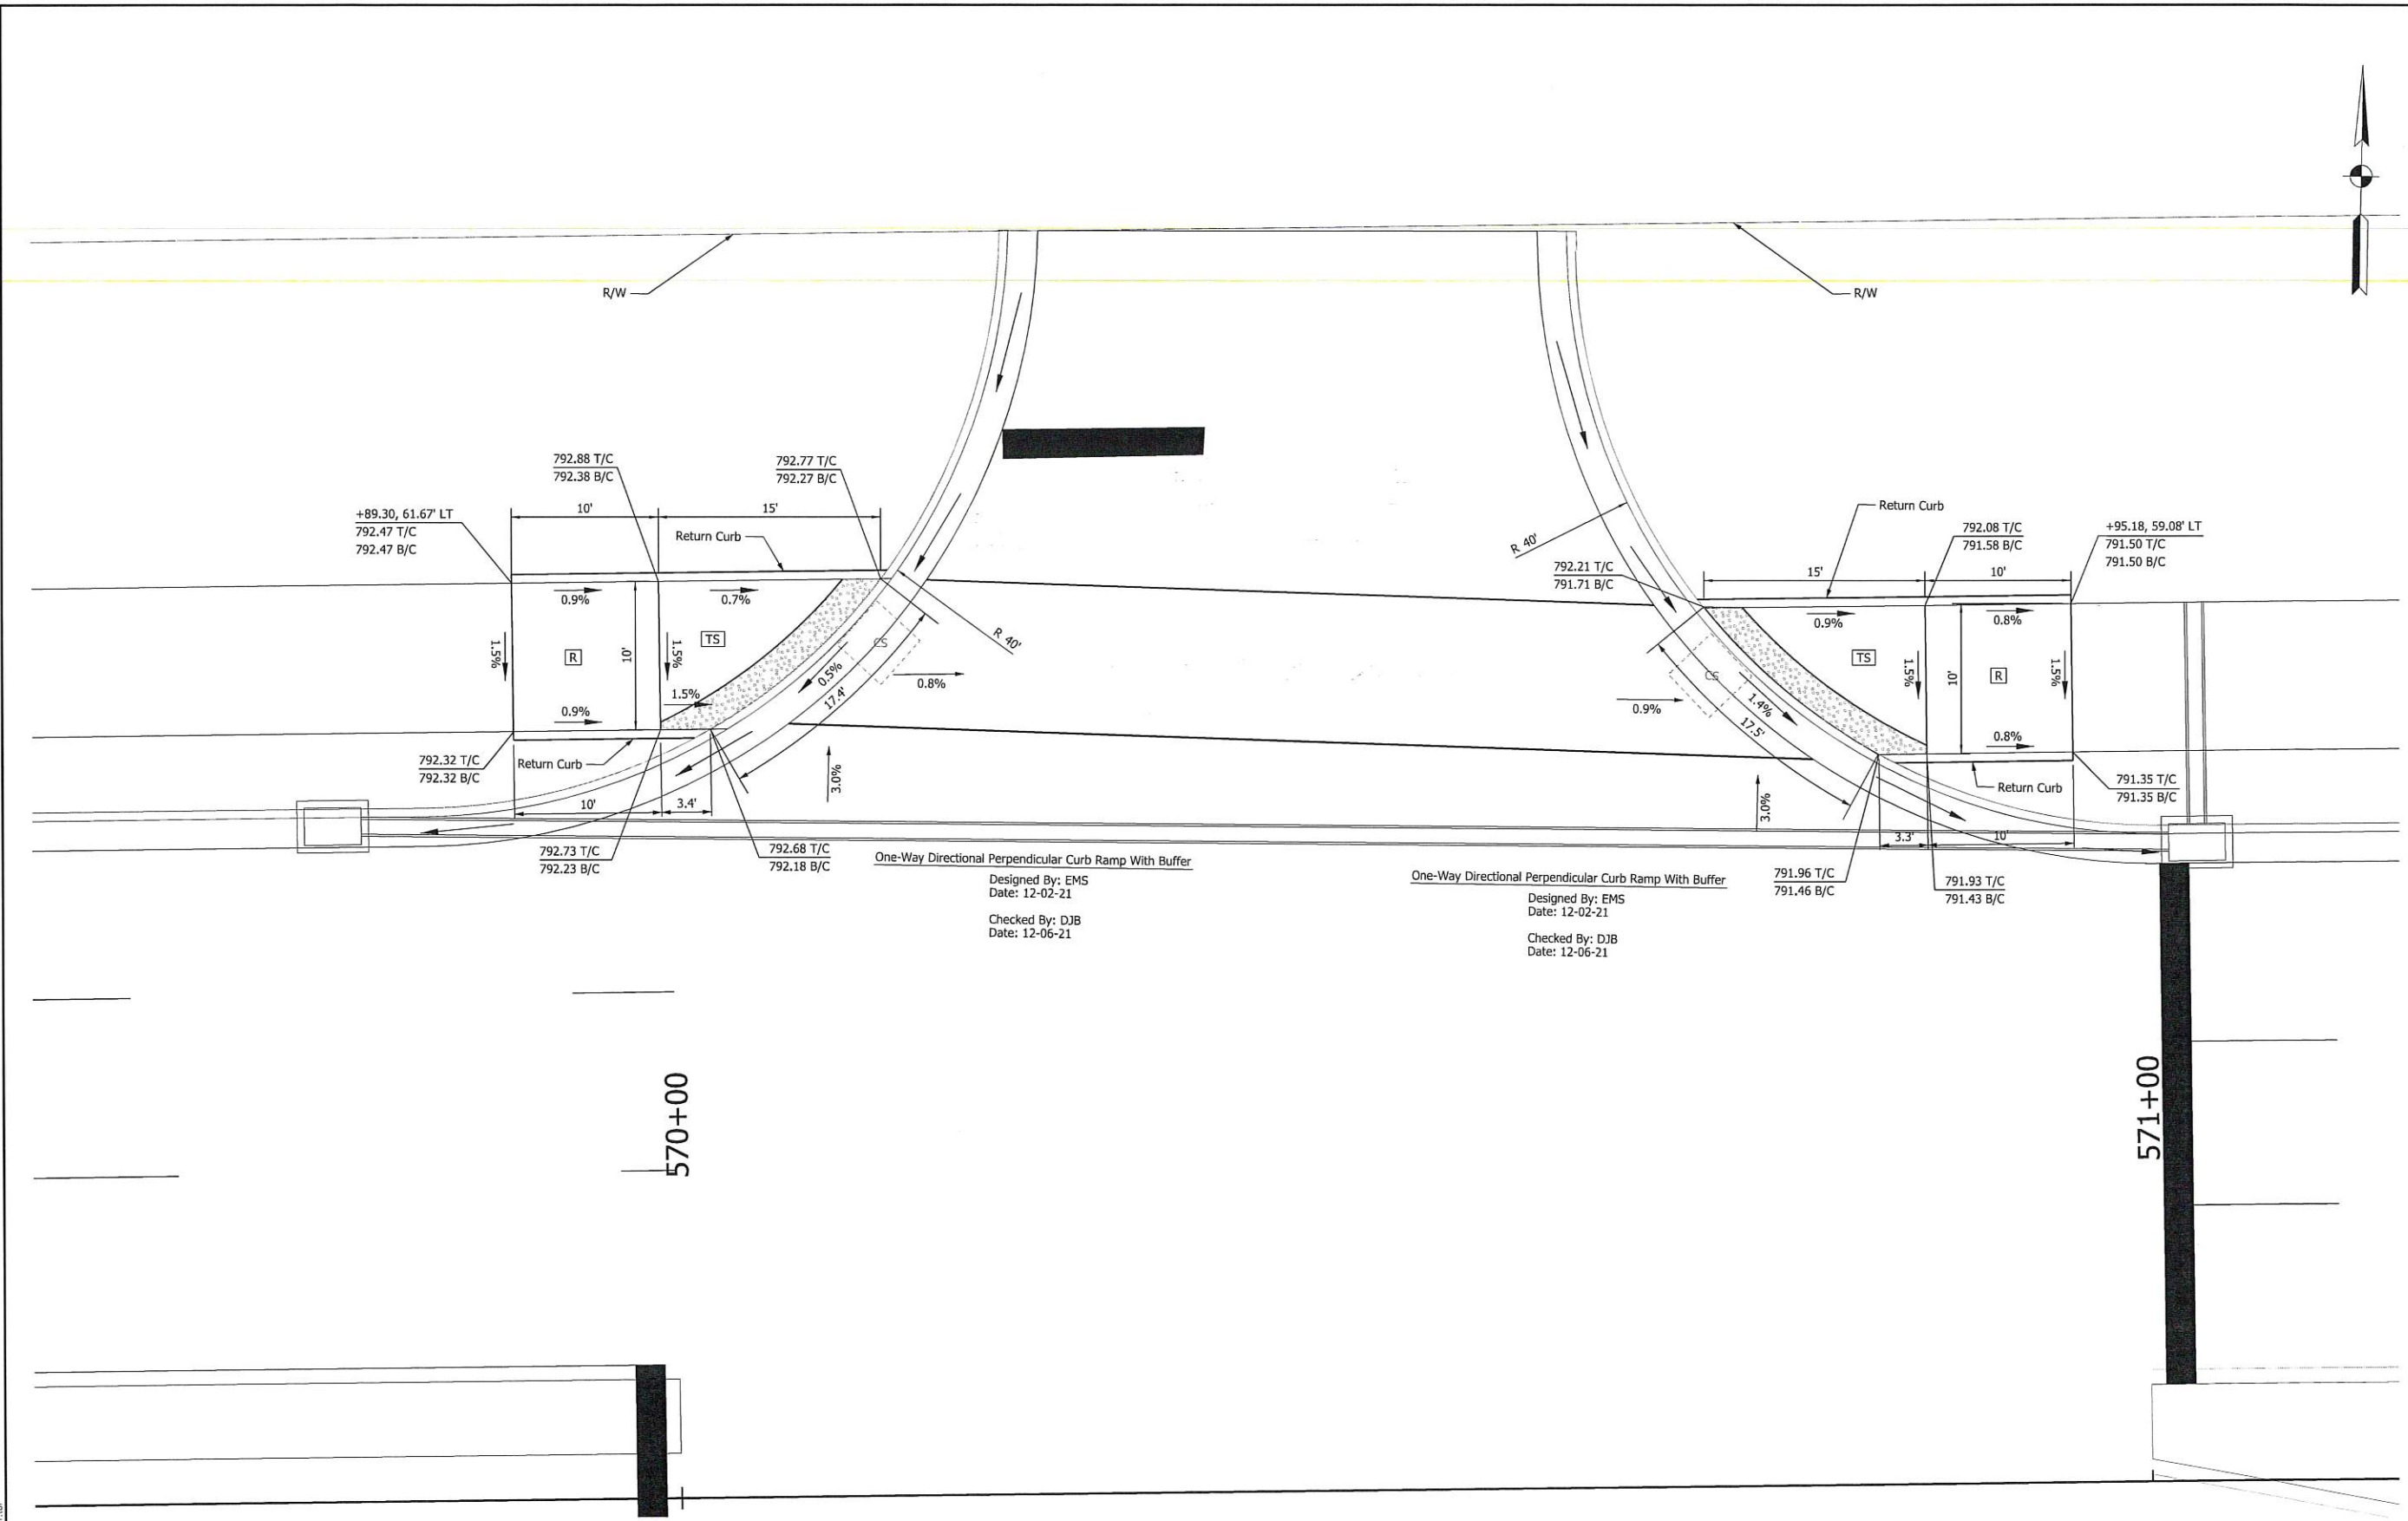 R/W
R/W
792.88 T/C
792.38 B/C
792.77 T/C
792.27 B/C
+89.30, 61.67' LT
792.47 T/C
792.47 B/C
10'
15'
Return Curb
0.9%
0.7%
1.5%
R
10'
1.5%
TS
1.5%
0.9%
CS
0.5%
17.4'
R 40'
0.8%
792.32 T/C
792.32 B/C
Return Curb
10'
3.4'
3.0%
792.73 T/C
792.23 B/C
792.68 T/C
792.18 B/C
One-Way Directional Perpendicular Curb Ramp With Buffer
Designed By: EMS
Date: 12-02-21
Checked By: DJB
Date: 12-06-21
Return Curb
792.08 T/C
791.58 B/C
+95.18, 59.08' LT
791.50 T/C
791.50 B/C
R 40'
792.21 T/C
791.71 B/C
15'
10'
0.9%
0.8%
TS
1.5%
10'
R
1.5%
CS
0.9%
1.4%
17.5'
0.8%
Return Curb
791.35 T/C
791.35 B/C
3.0%
3.3'
10'
791.96 T/C
791.46 B/C
791.93 T/C
791.43 B/C
One-Way Directional Perpendicular Curb Ramp With Buffer
Designed By: EMS
Date: 12-02-21
Checked By: DJB
Date: 12-06-21
570+00
571+00